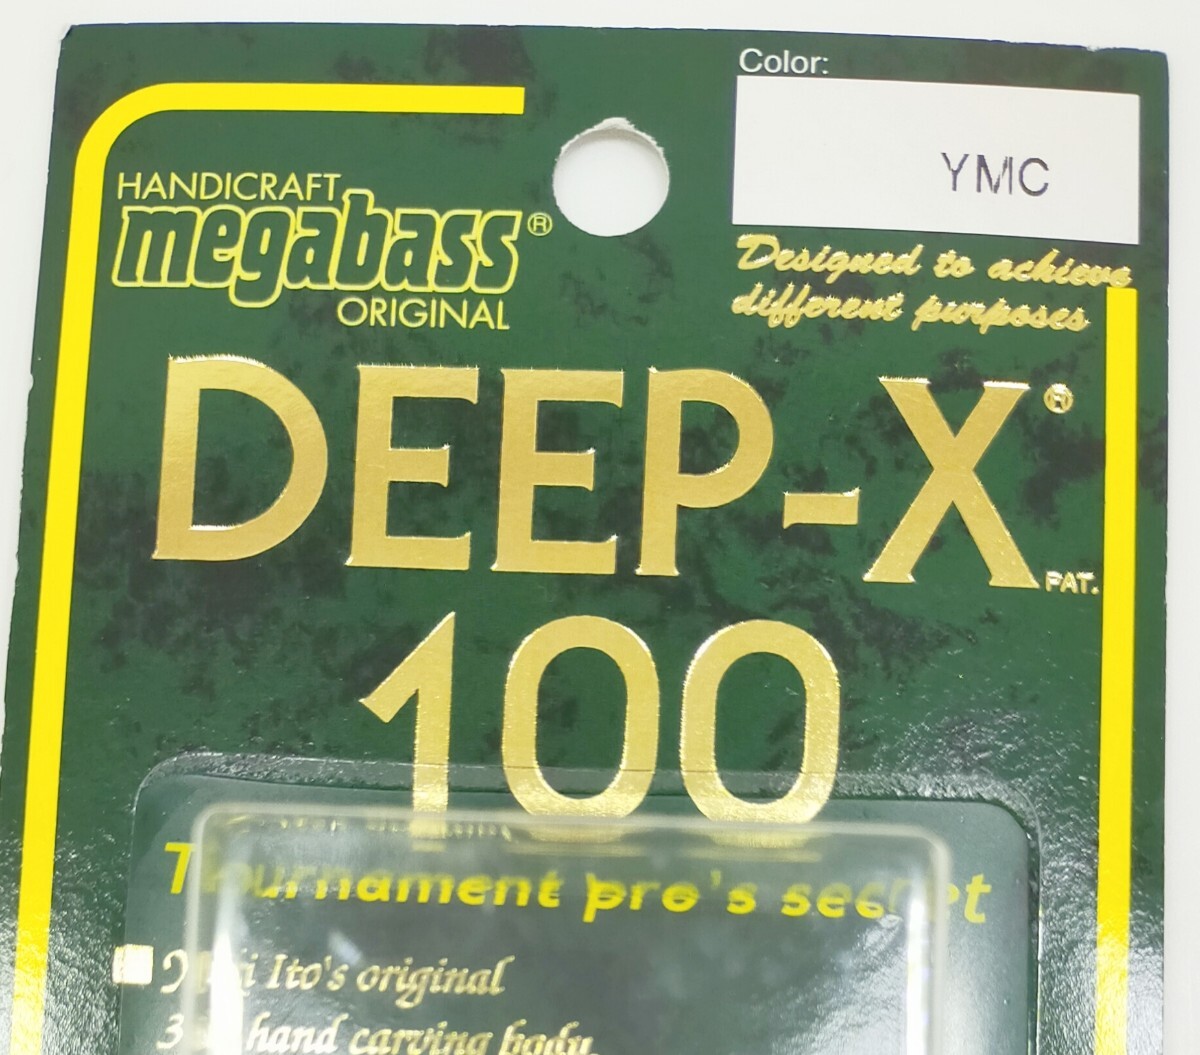 Color:
YMC
HANDICRAFT
megabass®
ORIGINAL
Designed to achieve
different purposes
DEEP-X®
PAT.
100
Tournament pro's secret
Ito's original
hand carving body